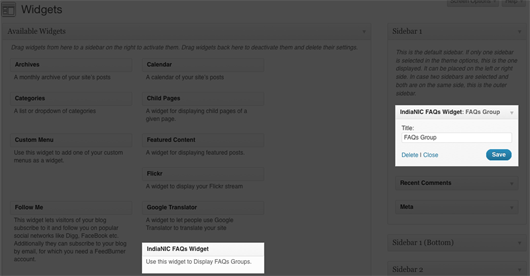 Screen Options Help
Widgets
Available Widgets
Drag widgets from here to a sidebar on the right to activate them. Drag widgets back here to deactivate them and delete their settings.
Archives
A monthly archive of your site's posts
Calendar
A calendar of your site's posts
Categories
A list or dropdown of categories
Child Pages
A widget for displaying child pages of a
given page.
Custom Menu
Use this widget to add one of your custom
menus as a widget.
Featured Content
A widget for displaying featured posts
Flickr
A widget to display your Flickr stream
Follow Me
This widget lets visitors of your blog
subscribe to it and follow you on popular
social networks like Digg, FaceBook etc.
Additionally they can subscribe to your blog by
email, for which you need a FeedBurner
account.
Google Translator
A widget to let people use Google
Translator to translate your site
IndiaNIC FAQs Widget
Use this widget to Display FAQs Groups.
Sidebar 1
This is the default sidebar. If only one sidebar
is selected in the theme options, this is the one
displayed. It can be placed on the left or right
side. In case two sidebars are selected and
both are on the same side, this is the outer
sidebar.
IndiaNIC FAQs Widget: FAQs Group
Title:
FAQs Group
Delete | Close
Save
Recent Comments
Meta
Sidebar 1 (Bottom)
Sidebar 2